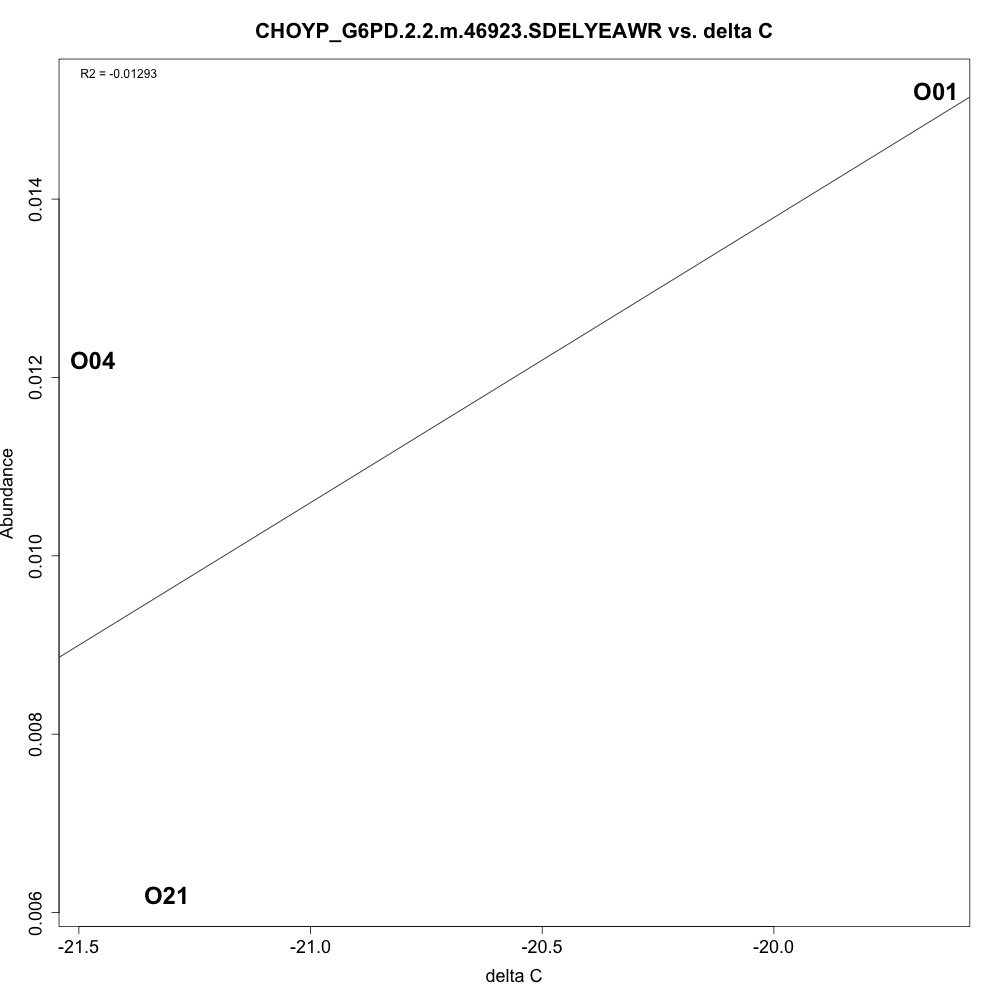 CHOYP_G6PD.2.2.m.46923.SDELYEAWR vs. delta C
R2 = -0.01293
O01
0.014
O04
0.012
Abundance
0.010
0.008
O21
0.006
-21.5 -21.0 -20.5 -20.0
delta C